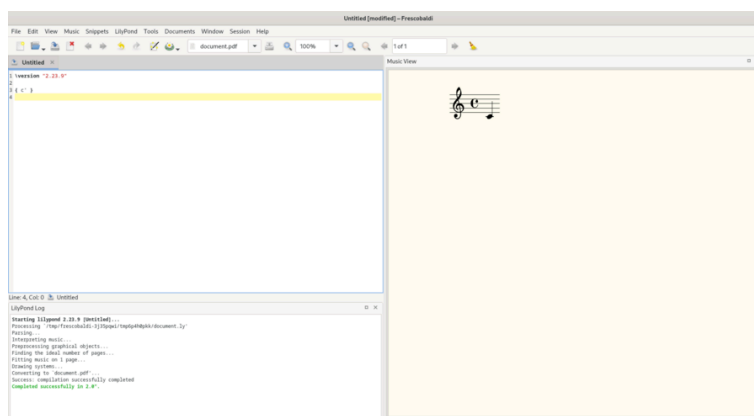 Untitled [modified] – Frescobaldi
File Edit View Music Snippets LilyPond Tools Documents Window Session Help
document.pdf 100% 1 of 1
Untitled
Music View
1 \version "2.23.9"
2
3 { c' }
4
Line: 4, Col: 0 Untitled
LilyPond Log
Starting lilypond 2.23.9 [Untitled]...
Parsing...
Interpreting music...
Preprocessing graphical objects...
Finding the ideal number of pages...
Fitting music on 1 page...
Drawing systems...
Converting to `document.pdf'...
Success: compilation successfully completed
Completed successfully in 2.0".